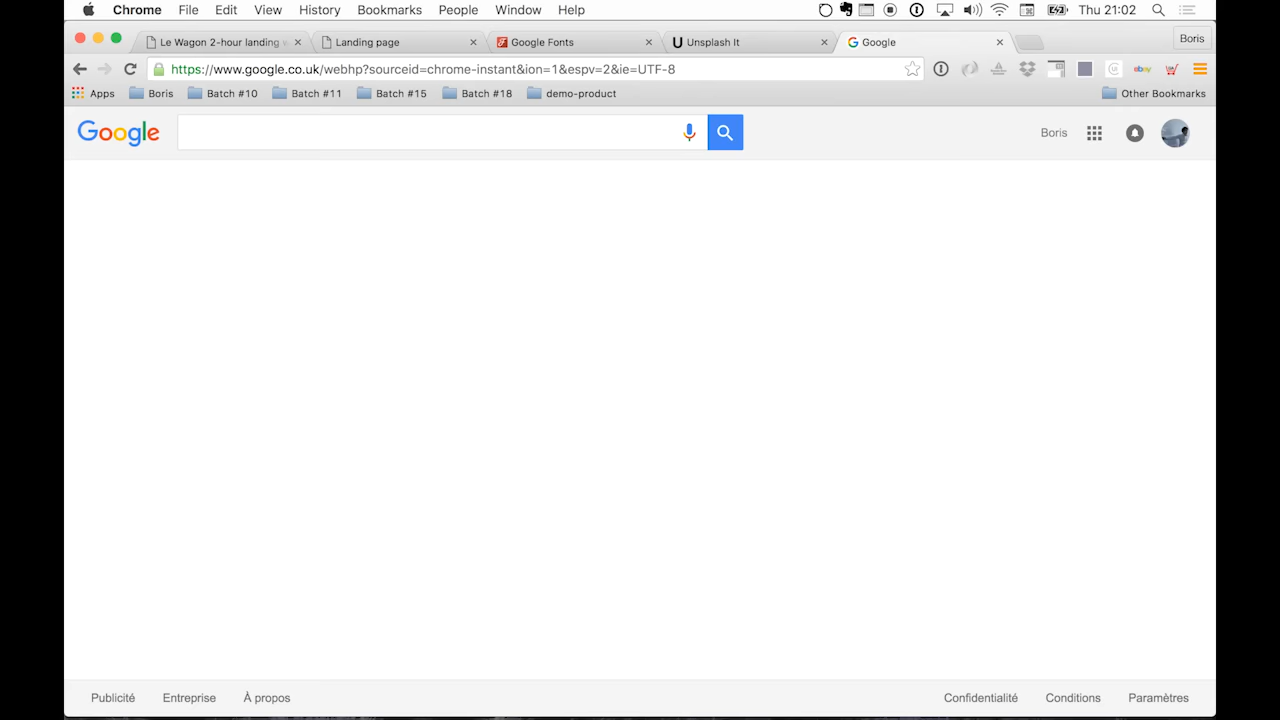 Chrome File Edit View History Bookmarks People Window Help Thu 21:02
Le Wagon 2-hour landing w Landing page Google Fonts Unsplash It Google Boris
https://www.google.co.uk/webhp?sourceid=chrome-instant&ion=1&espv=2&ie=UTF-8
Apps Boris Batch #10 Batch #11 Batch #15 Batch #18 demo-product Other Bookmarks
Google Boris
Publicité Entreprise À propos Confidentialité Conditions Paramètres